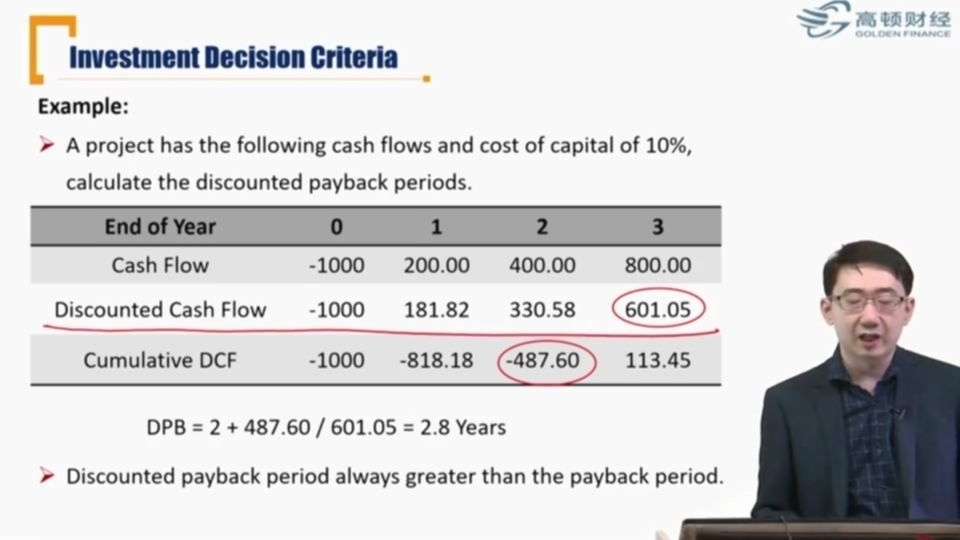 高顿财经
GOLDEN FINANCE
Investment Decision Criteria
Example:
A project has the following cash flows and cost of capital of 10%,
calculate the discounted payback periods.
End of Year 0 1 2 3
Cash Flow -1000 200.00 400.00 800.00
Discounted Cash Flow -1000 181.82 330.58 601.05
Cumulative DCF -1000 -818.18 -487.60 113.45
DPB = 2 + 487.60 / 601.05 = 2.8 Years
Discounted payback period always greater than the payback period.